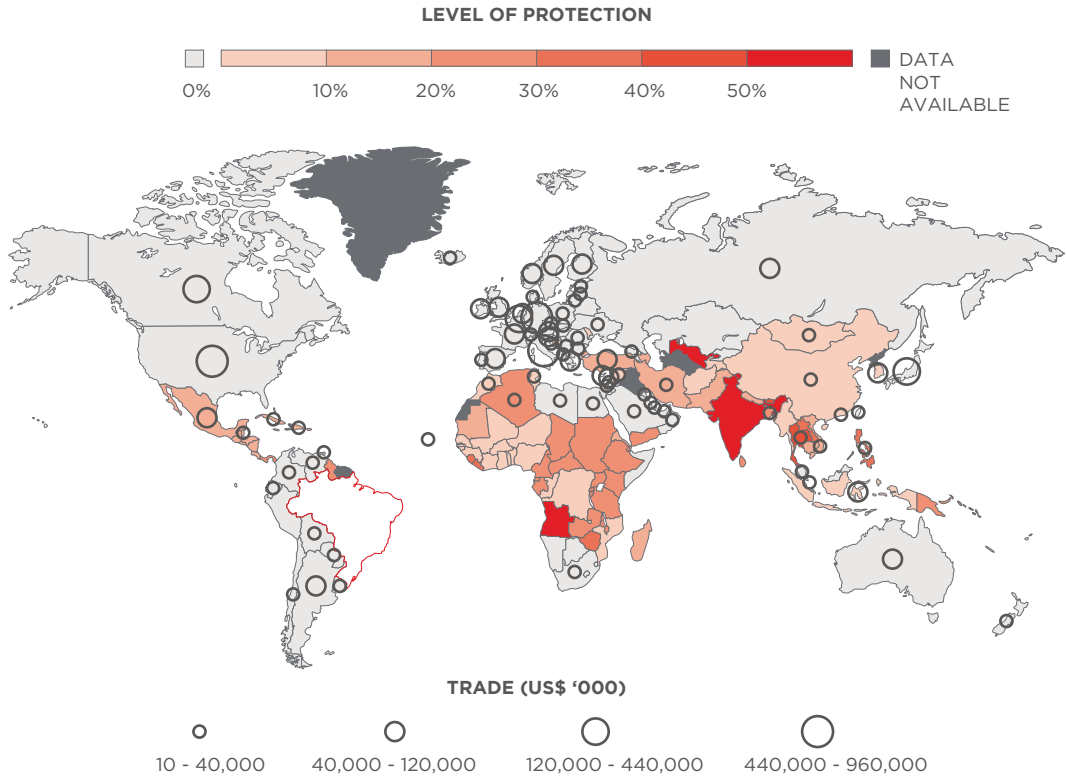 LEVEL OF PROTECTION
0%
10%
20%
30%
40%
50%
DATA
NOT
AVAILABLE
TRADE (US$ ‘000)
10 - 40,000
40,000 - 120,000
120,000 - 440,000
440,000 - 960,000